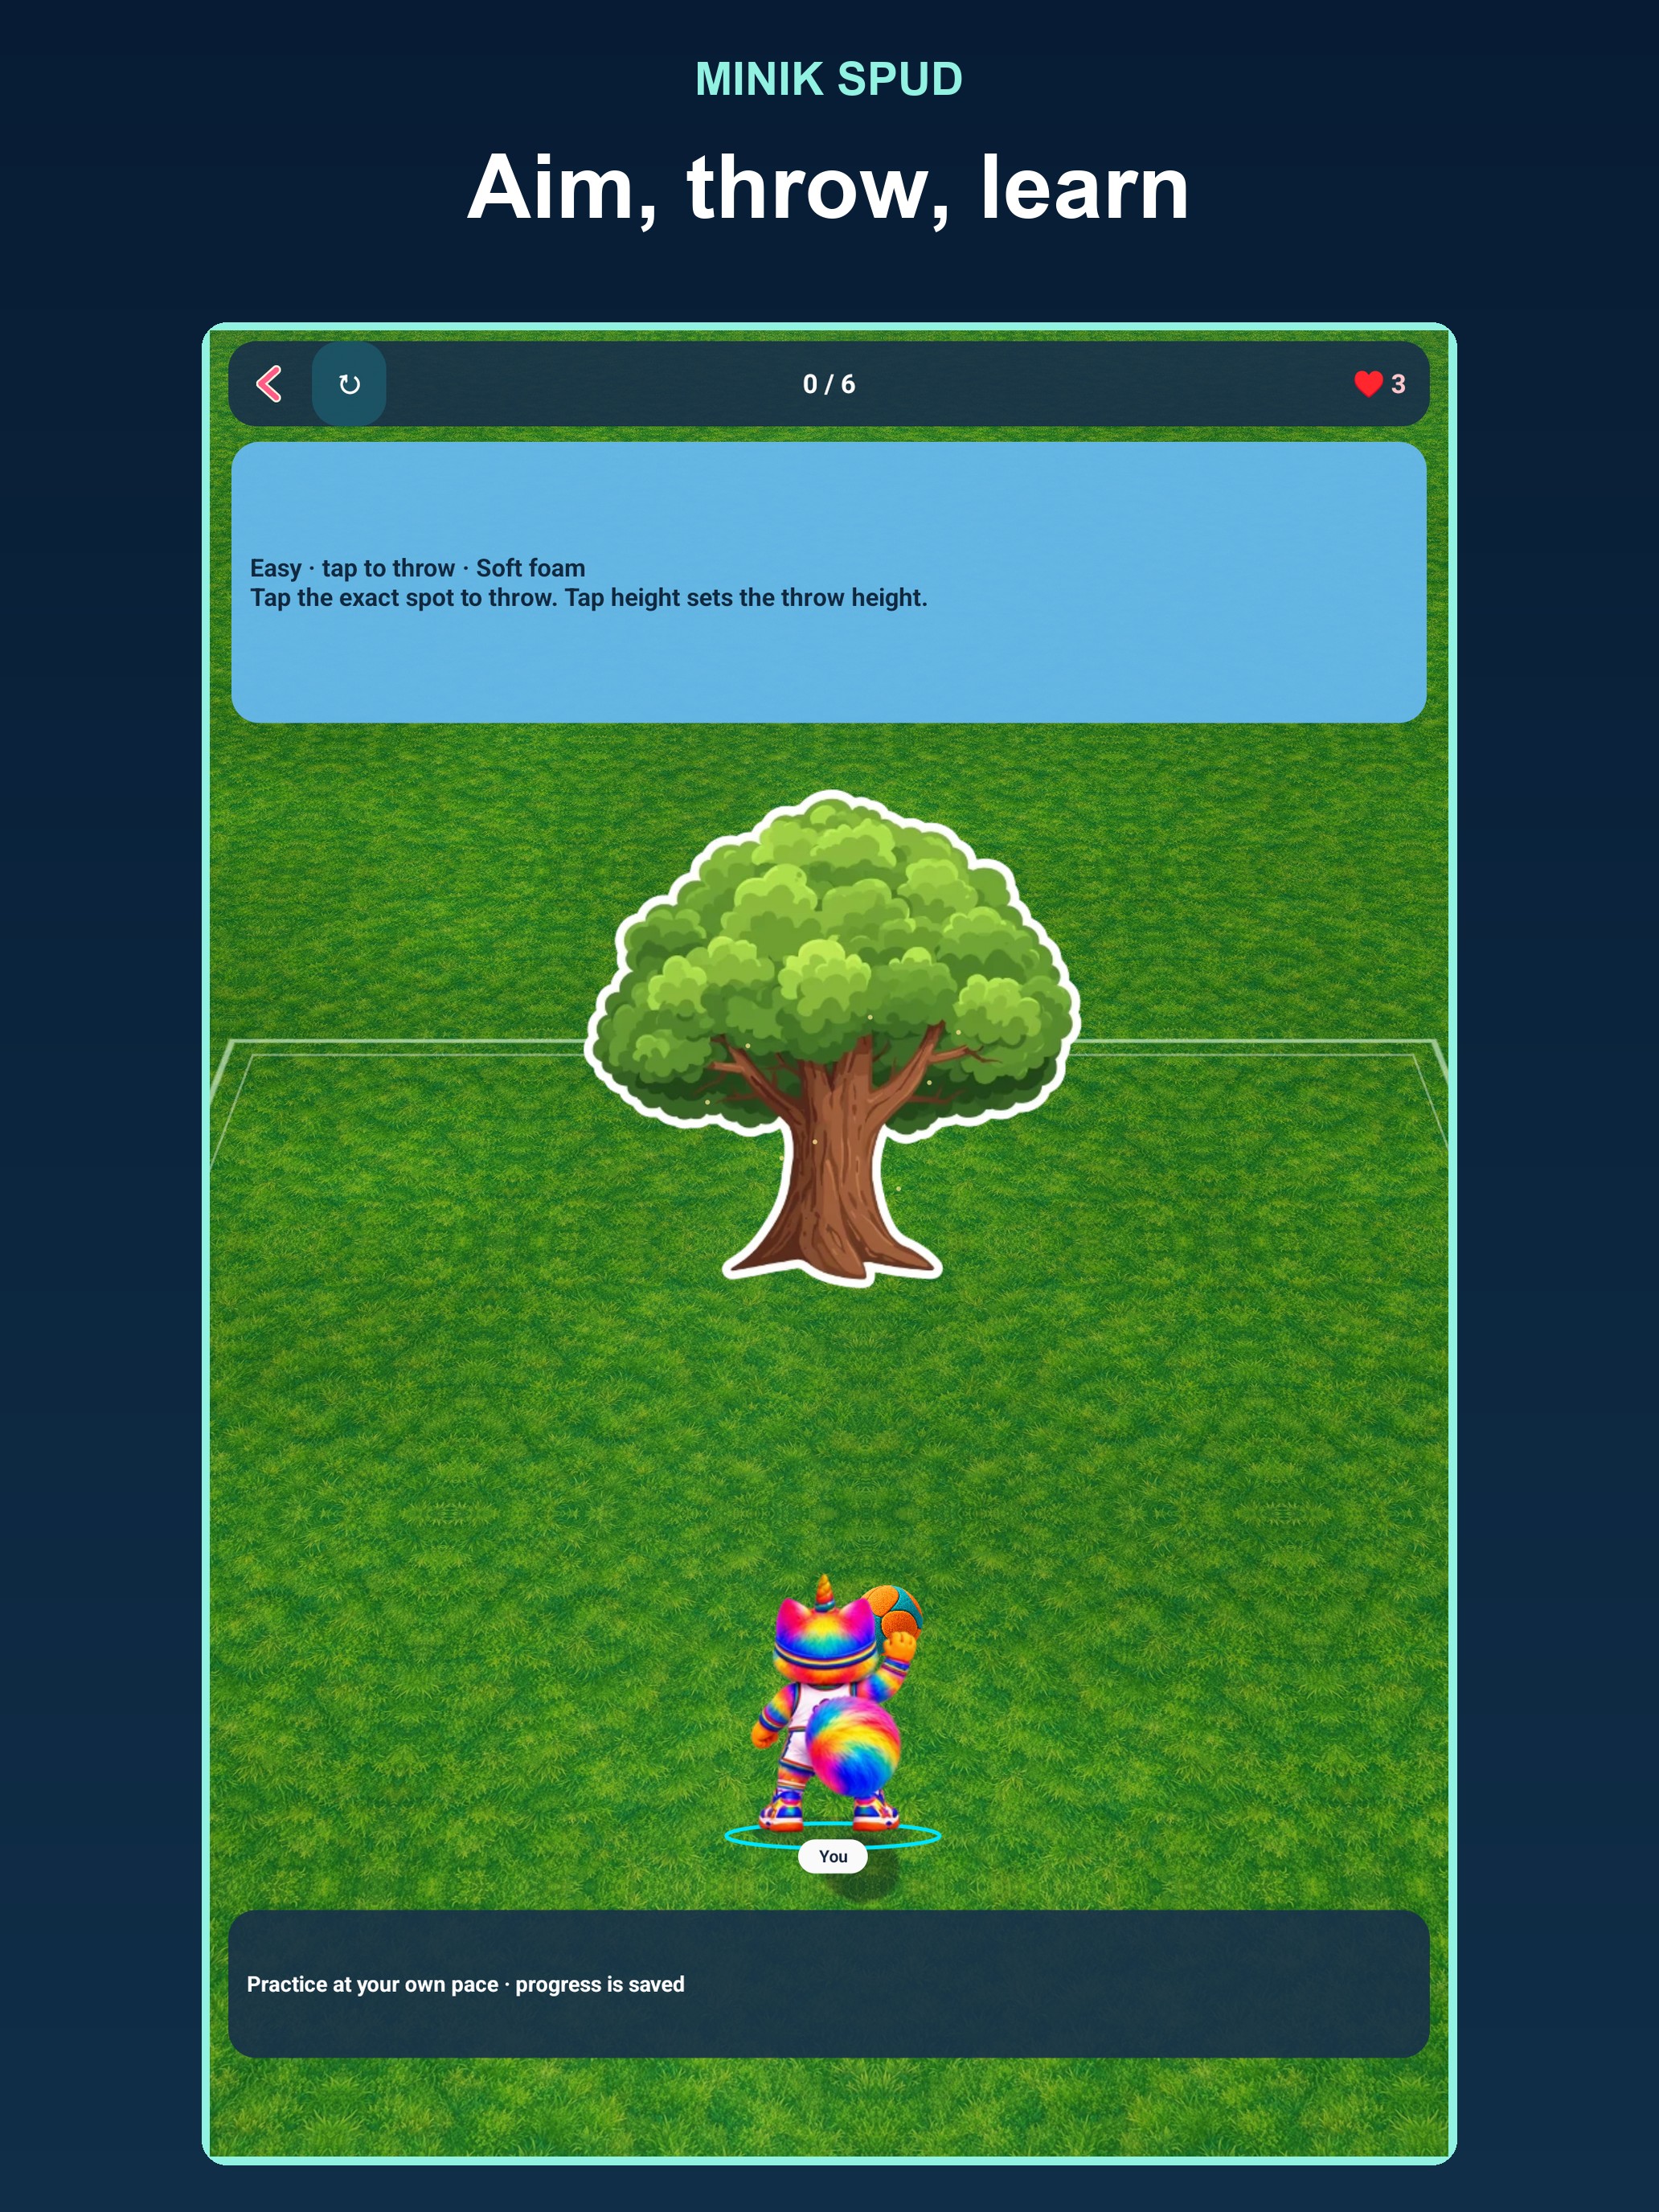 MINIK SPUD
Aim, throw, learn
↻
0 / 6
❤️ 3
Easy · tap to throw · Soft foam
Tap the exact spot to throw. Tap height sets the throw height.
You
Practice at your own pace · progress is saved